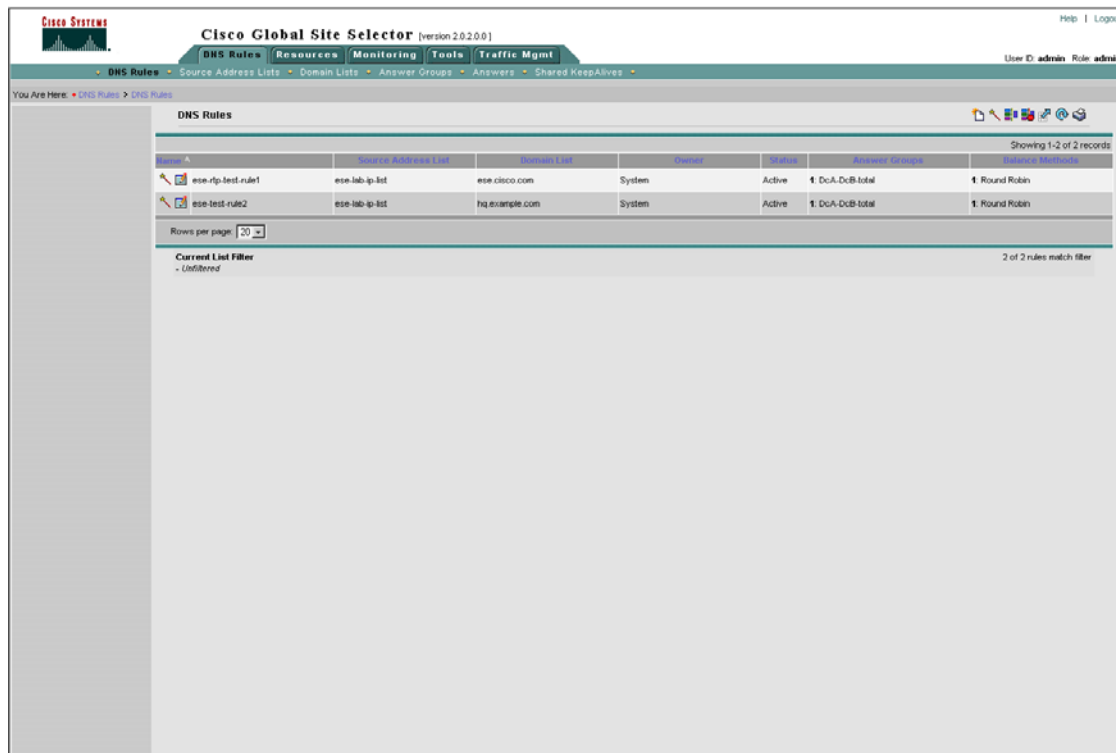 Help | Logou
CISCO SYSTEMS
Cisco Global Site Selector [version 2.0.2.0.0]
DNS Rules Resources Monitoring Tools Traffic Mgmt
User ID: admin Role: admi
DNS Rules Source Address Lists Domain Lists Answer Groups Answers Shared KeepAlives
You Are Here: DNS Rules > DNS Rules
DNS Rules
Showing 1-2 of 2 records
Name Source Address List Domain List Owner Status Answer Groups Balance Methods
ese-rtp-test-rule1 ese-lab-ip-list ese.cisco.com System Active 1: DcA-DcB-total 1: Round Robin
ese-test-rule2 ese-lab-ip-list hq.example.com System Active 1: DcA-DcB-total 1: Round Robin
Rows per page: 20
Current List Filter 2 of 2 rules match filter
- Unfiltered